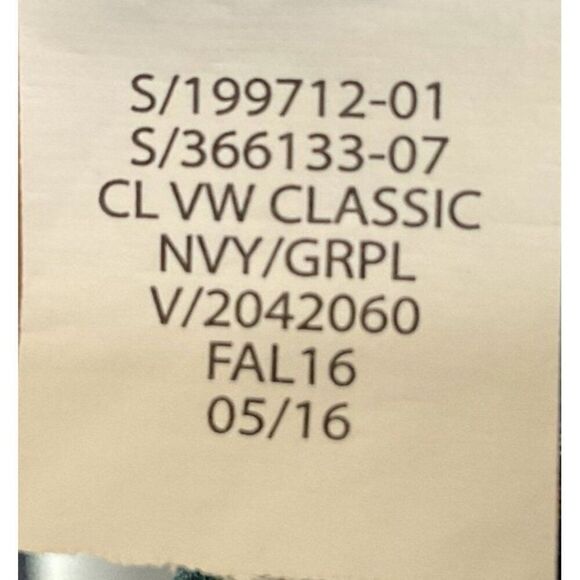 S/199712-01
S/366133-07
CL VW CLASSIC
NVY/GRPL
V/2042060
FAL16
05/16